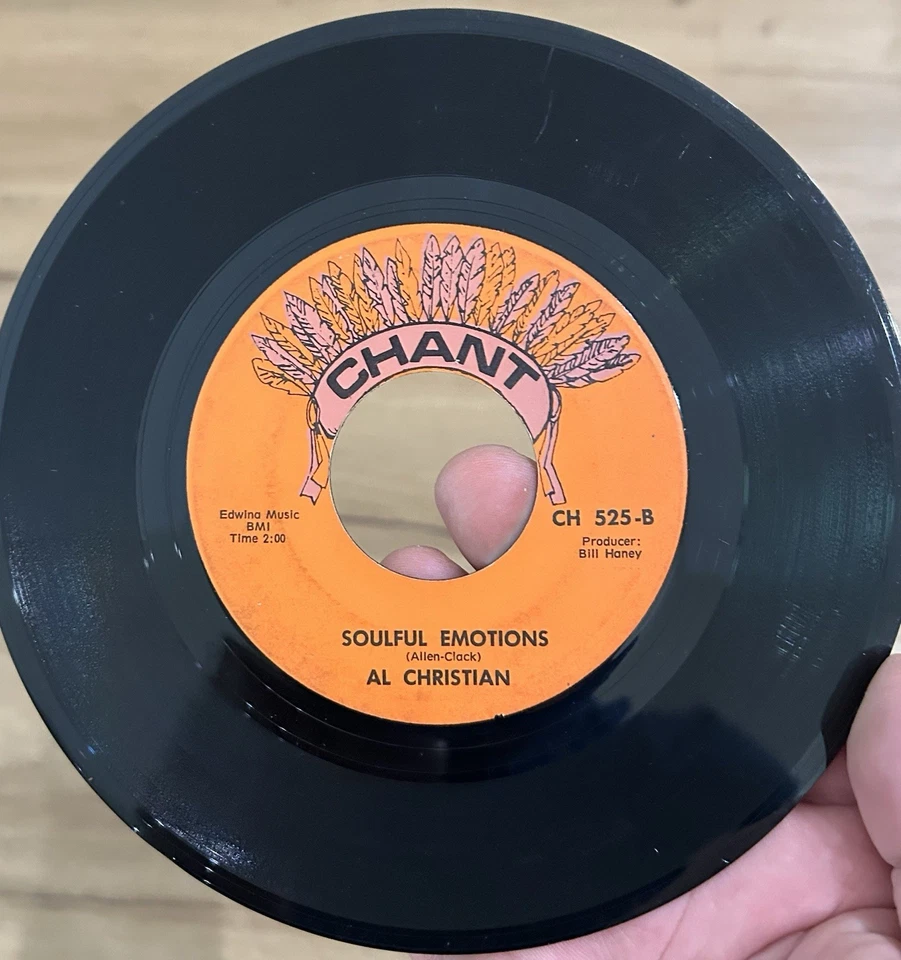 CHANT
Edwina Music
BMI
Time 2:00
CH 525-B
Producer:
Bill Haney
SOULFUL EMOTIONS
(Allen-Clack)
AL CHRISTIAN